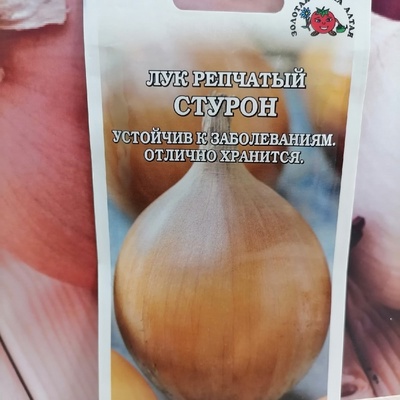 ЛУК РЕПЧАТЫЙ
СТУРОН
УСТОЙЧИВ К ЗАБОЛЕВАНИЯМ.
ОТЛИЧНО ХРАНИТСЯ.